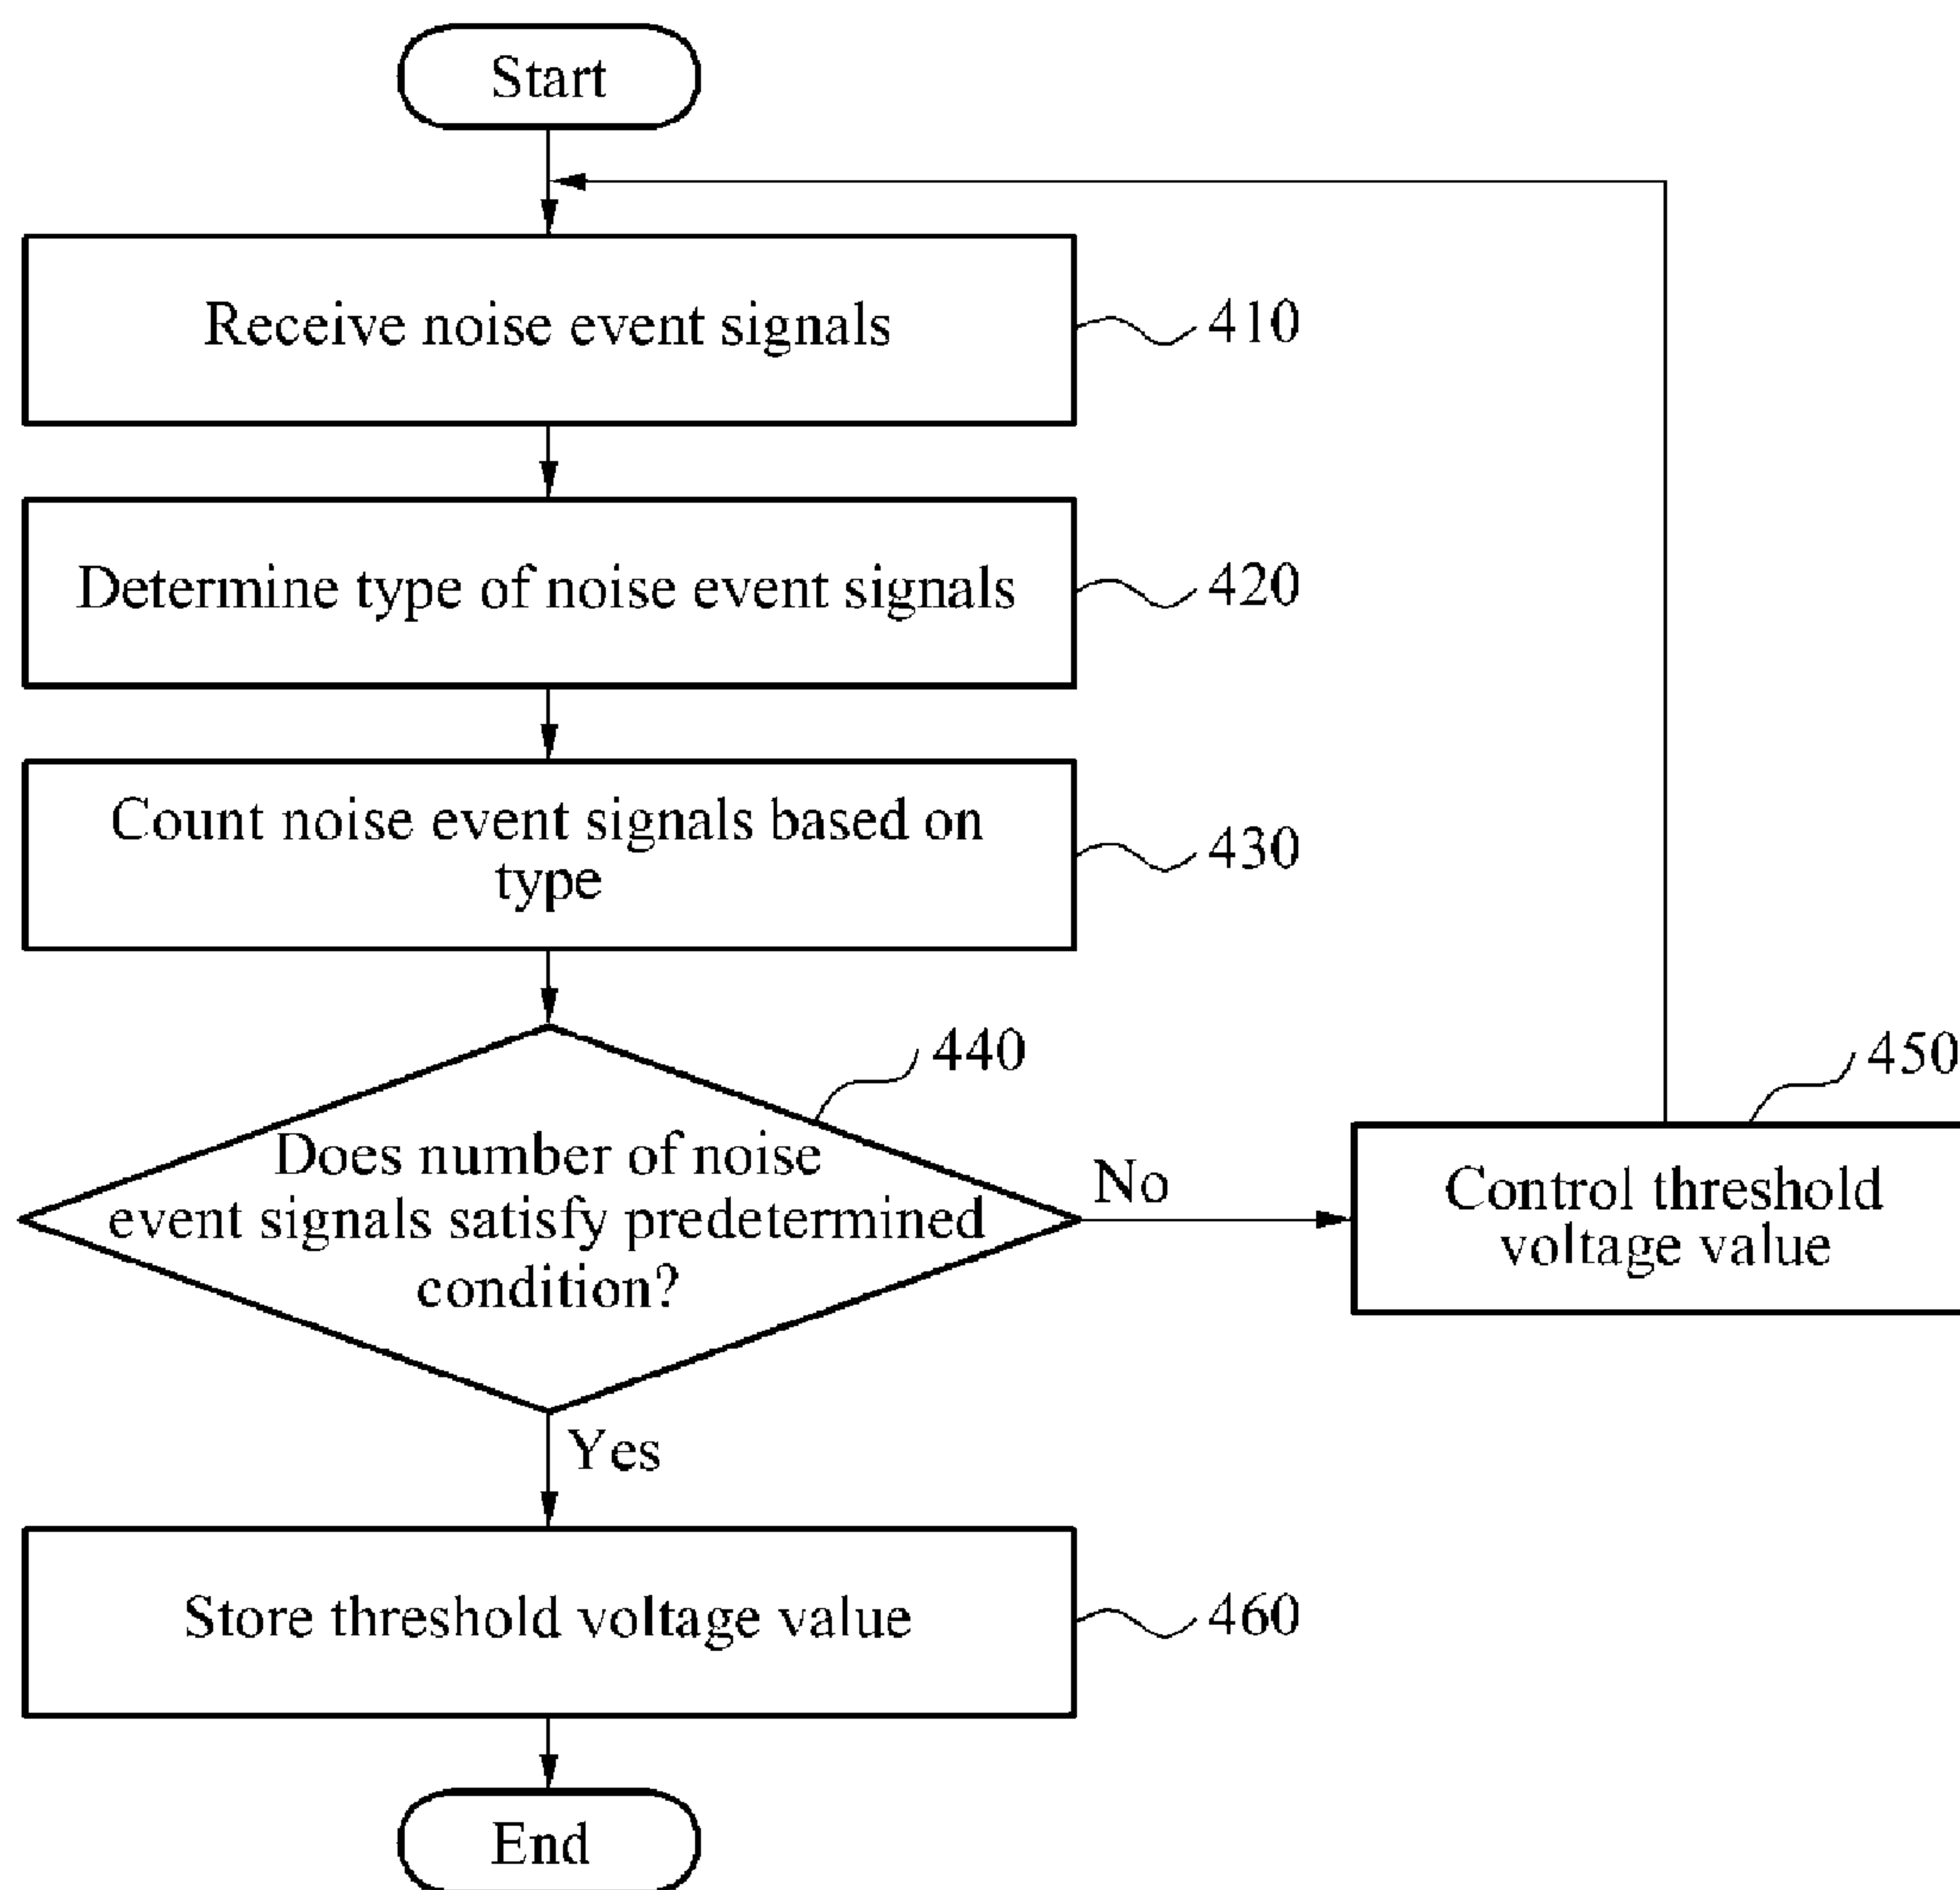 Start
Receive noise event signals
410
Determine type of noise event signals
420
Count noise event signals based on
type
430
440
Does number of noise
event signals satisfy predetermined
condition?
No
450
Control threshold
voltage value
Yes
Store threshold voltage value
460
End